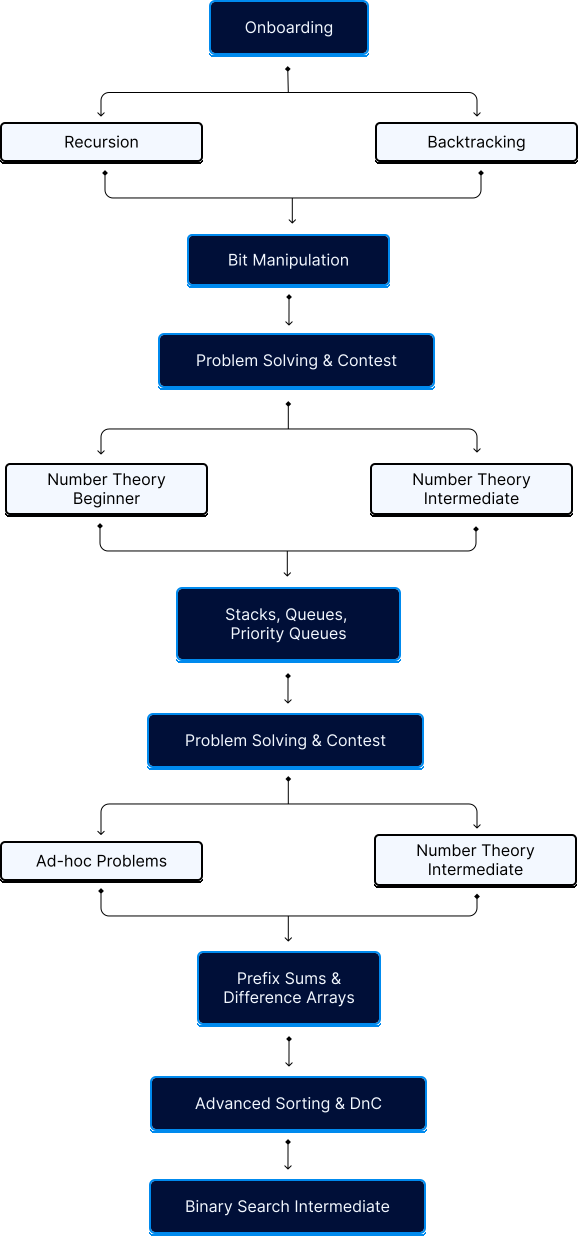 Onboarding
Recursion
Backtracking
Bit Manipulation
Problem Solving & Contest
Number Theory
Beginner
Number Theory
Intermediate
Stacks, Queues,
Priority Queues
Problem Solving & Contest
Ad-hoc Problems
Number Theory
Intermediate
Prefix Sums &
Difference Arrays
Advanced Sorting & DnC
Binary Search Intermediate